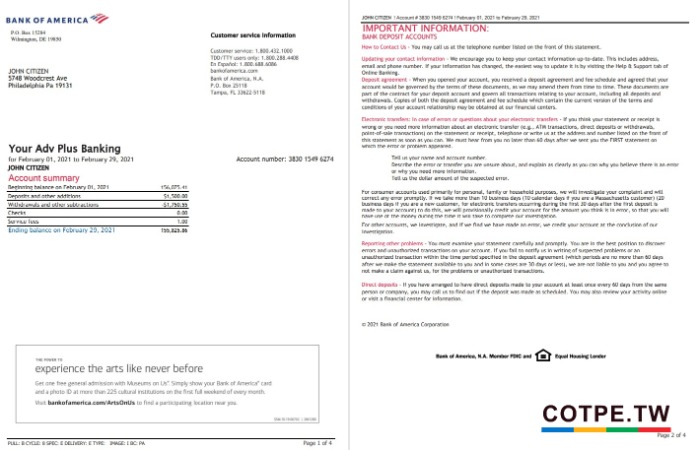 BANK OF AMERICA
P.O. Box 15284
Wilmington, DE 19850
Customer service information
Customer service: 1.800.432.1000
TDD/TTY users only: 1.800.288.4408
En Español: 1.800.688.6086
bankofamerica.com
Bank of America, N.A.
P.O. Box 25118
Tampa, FL 33622-5118
JOHN CITIZEN
5748 Woodcrest Ave
Philadelphia Pa 19131
Your Adv Plus Banking
for February 01, 2021 to February 29, 2021
Account number: 3830 1549 6274
JOHN CITIZEN
Account summary
Beginning balance on February 01, 2021
Deposits and other additions
Withdrawals and other subtractions
Checks 0.00
Service fees 1.00
Ending balance on February 29, 2021
THE POWER TO
experience the arts like never before
Get one free general admission with Museums on Us. Simply show your Bank of America card
and a photo ID at more than 225 cultural institutions on the first full weekend of every month.
Visit bankofamerica.com/ArtsOnUs to find a participating location near you.
PULL: B CYCLE: B SPEC: E DELIVERY: E TYPE: IMAGE: I BC: PA
Page 1 of 4
JOHN CITIZEN | Account # 3830 1549 6274 | February 01, 2021 to February 29, 2021
IMPORTANT INFORMATION:
BANK DEPOSIT ACCOUNTS
How to Contact Us - You may call us at the telephone number listed on the front of this statement.
Updating your contact information - We encourage you to keep your contact information up-to-date. This includes address,
email and phone number. If your information has changed, the easiest way to update it is by visiting the Help & Support tab of
Online Banking.
Deposit agreement - When you opened your account, you received a deposit agreement and fee schedule and agreed that your
account would be governed by the terms of these documents, as we may amend them from time to time. These documents are
part of the contract for your deposit account and govern all transactions relating to your account, including all deposits and
withdrawals. Copies of both the deposit agreement and fee schedule which contain the current version of the terms and
conditions of your account relationship may be obtained at our financial centers.
Electronic transfers: In case of errors or questions about your electronic transfers - If you think your statement or receipt is
wrong or you need more information about an electronic transfer (e.g., ATM transactions, direct deposits or withdrawals,
point-of-sale transactions) on the statement or receipt, telephone or write us at the address and number listed on the front of
this statement as soon as you can. We must hear from you no later than 60 days after we sent you the FIRST statement on
which the error or problem appeared.
Tell us your name and account number.
Describe the error or transfer you are unsure about, and explain as clearly as you can why you believe there is an error
or why you need more information.
Tell us the dollar amount of the suspected error.
For consumer accounts used primarily for personal, family or household purposes, we will investigate your complaint and will
correct any error promptly. If we take more than 10 business days (10 calendar days if you are a Massachusetts customer) (20
business days if you are a new customer, for electronic transfers occurring during the first 30 days after the first deposit is
made to your account) to do this, we will provisionally credit your account for the amount you think is in error, so that you will
have use of the money during the time it will take to complete our investigation.
For other accounts, we investigate, and if we find we have made an error, we credit your account at the conclusion of our
investigation.
Reporting other problems - You must examine your statement carefully and promptly. You are in the best position to discover
errors and unauthorized transactions on your account. If you fail to notify us in writing of suspected problems or an
unauthorized transaction within the time period specified in the deposit agreement (which periods are no more than 60 days
after we make the statement available to you and in some cases are 30 days or less), we are not liable to you and you agree to
not make a claim against us, for the problems or unauthorized transactions.
Direct deposits - If you have arranged to have direct deposits made to your account at least once every 60 days from the same
person or company, you may call us to find out if the deposit was made as scheduled. You may also review your activity online
or visit a financial center for information.
© 2021 Bank of America Corporation
Bank of America, N.A. Member FDIC and Equal Housing Lender
COTPE.TW
Page 2 of 4